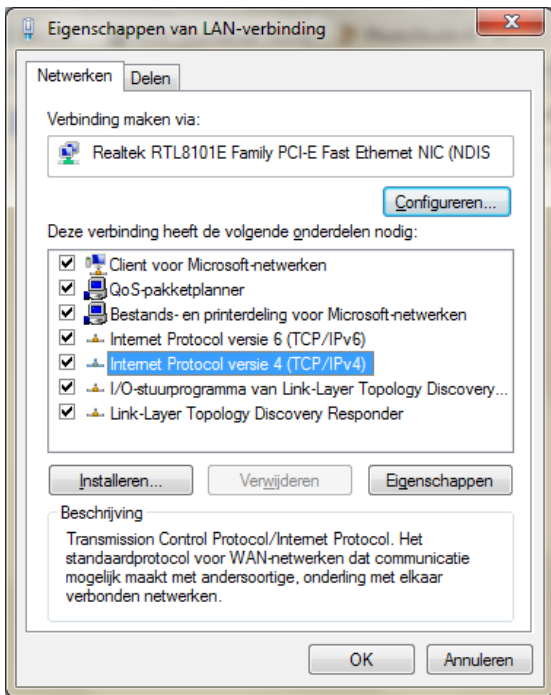 Eigenschappen van LAN-verbinding
Netwerken
Delen
Verbinding maken via:
Realtek RTL8101E Family PCI-E Fast Ethernet NIC (NDIS
Configureren...
Deze verbinding heeft de volgende onderdelen nodig:
Client voor Microsoft-netwerken
QoS-pakketplanner
Bestands- en printerdeling voor Microsoft-netwerken
Internet Protocol versie 6 (TCP/IPv6)
Internet Protocol versie 4 (TCP/IPv4)
I/O-stuurprogramma van Link-Layer Topology Discovery...
Link-Layer Topology Discovery Responder
Installeren...
Verwijderen
Eigenschappen
Beschrijving
Transmission Control Protocol/Internet Protocol. Het
standaardprotocol voor WAN-netwerken dat communicatie
mogelijk maakt met andersoortige, onderling met elkaar
verbonden netwerken.
OK
Annuleren